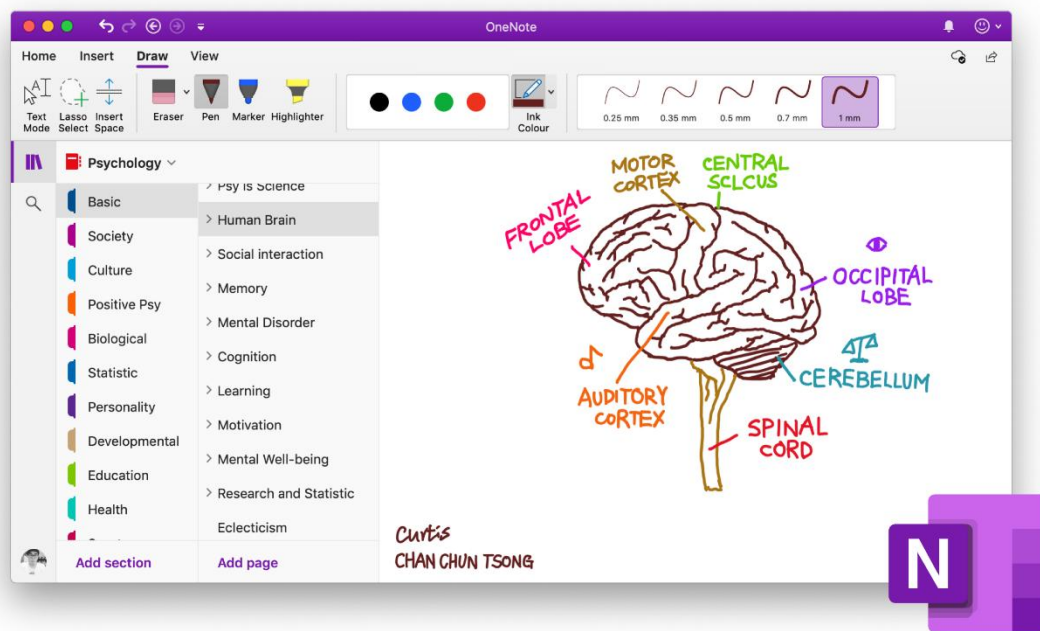 OneNote
Home Insert Draw View
Text Mode
Lasso Select
Insert Space
Eraser
Pen
Marker
Highlighter
Ink Colour
0.25 mm
0.35 mm
0.5 mm
0.7 mm
1 mm
Psychology
Basic
Society
Culture
Positive Psy
Biological
Statistic
Personality
Developmental
Education
Health
Add section
Psy is Science
Human Brain
Social interaction
Memory
Mental Disorder
Cognition
Learning
Motivation
Mental Well-being
Research and Statistic
Eclecticism
Add page
MOTOR
CORTEX
CENTRAL
SCLCUS
FRONTAL
LOBE
OCCIPITAL
LOBE
CEREBELLUM
AUDITORY
CORTEX
SPINAL
CORD
Curtis
CHAN CHUN TSONG
N